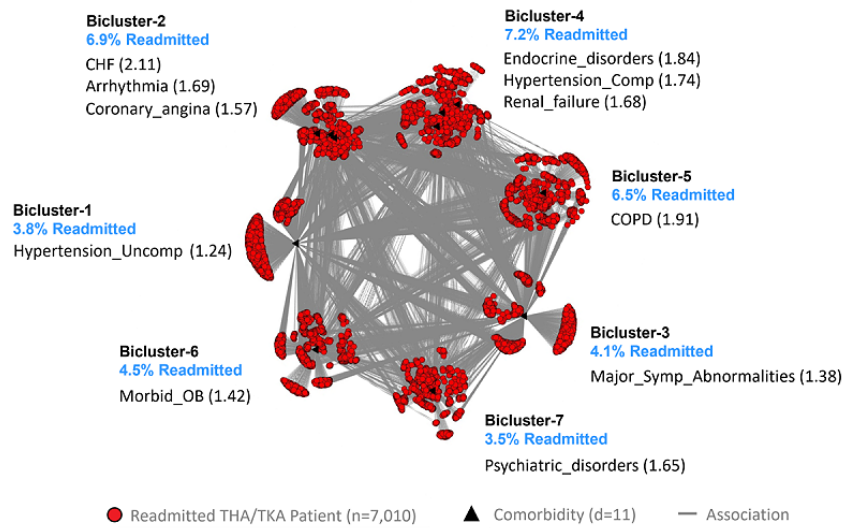 Bicluster-2
6.9% Readmitted
CHF (2.11)
Arrhythmia (1.69)
Coronary_angina (1.57)
Bicluster-4
7.2% Readmitted
Endocrine_disorders (1.84)
Hypertension_Comp (1.74)
Renal_failure (1.68)
Bicluster-5
6.5% Readmitted
COPD (1.91)
Bicluster-1
3.8% Readmitted
Hypertension_Uncomp (1.24)
Bicluster-3
4.1% Readmitted
Major_Symp_Abnormalities (1.38)
Bicluster-6
4.5% Readmitted
Morbid_OB (1.42)
Bicluster-7
3.5% Readmitted
Psychiatric_disorders (1.65)
Readmitted THA/TKA Patient (n=7,010)
Comorbidity (d=11)
Association